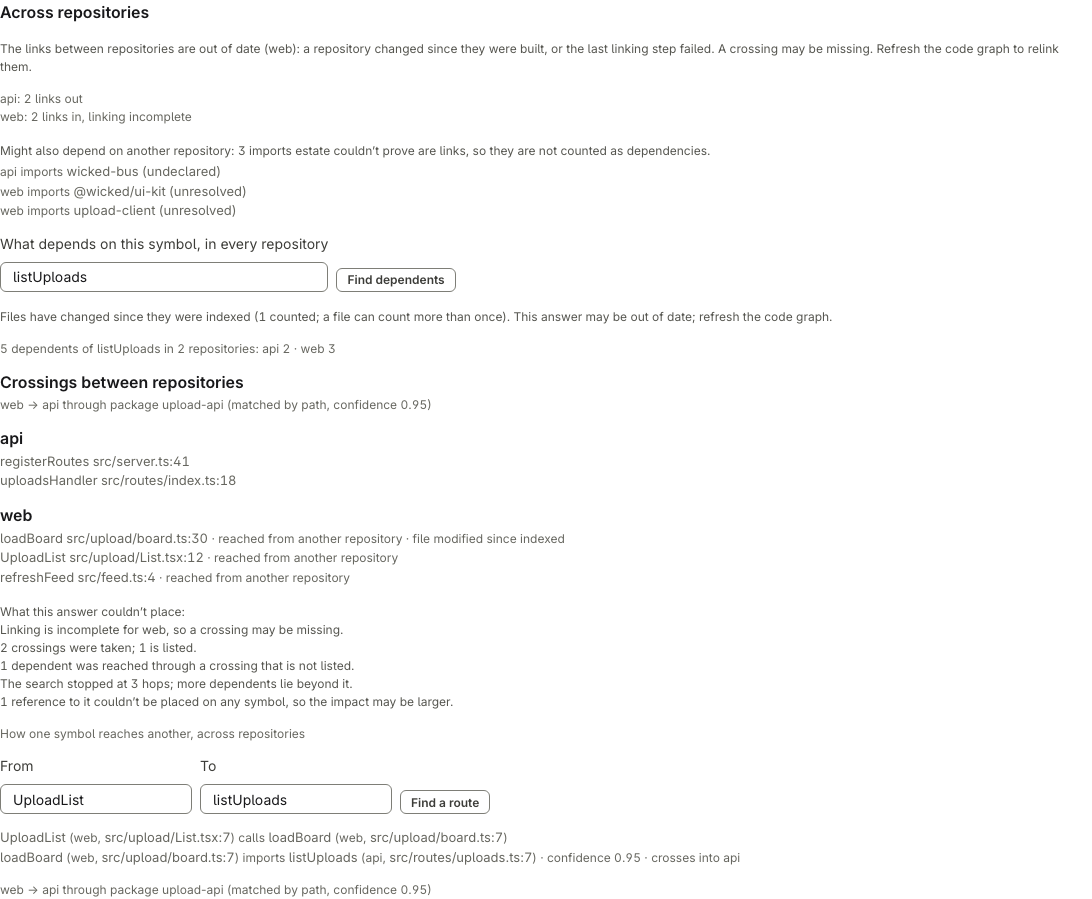 Across repositories
The links between repositories are out of date (web): a repository changed since they were built, or the last linking step failed. A crossing may be missing. Refresh the code graph to relink
them.
api: 2 links out
web: 2 links in, linking incomplete
Might also depend on another repository: 3 imports estate couldn’t prove are links, so they are not counted as dependencies.
api imports wicked-bus (undeclared)
web imports @wicked/ui-kit (unresolved)
web imports upload-client (unresolved)
What depends on this symbol, in every repository
listUploads Find dependents
Files have changed since they were indexed (1 counted; a file can count more than once). This answer may be out of date; refresh the code graph.
5 dependents of listUploads in 2 repositories: api 2 · web 3
Crossings between repositories
web → api through package upload-api (matched by path, confidence 0.95)
api
registerRoutes src/server.ts:41
uploadsHandler src/routes/index.ts:18
web
loadBoard src/upload/board.ts:30 · reached from another repository · file modified since indexed
UploadList src/upload/List.tsx:12 · reached from another repository
refreshFeed src/feed.ts:4 · reached from another repository
What this answer couldn’t place:
Linking is incomplete for web, so a crossing may be missing.
2 crossings were taken; 1 is listed.
1 dependent was reached through a crossing that is not listed.
The search stopped at 3 hops; more dependents lie beyond it.
1 reference to it couldn’t be placed on any symbol, so the impact may be larger.
How one symbol reaches another, across repositories
From To
UploadList listUploads Find a route
UploadList (web, src/upload/List.tsx:7) calls loadBoard (web, src/upload/board.ts:7)
loadBoard (web, src/upload/board.ts:7) imports listUploads (api, src/routes/uploads.ts:7) · confidence 0.95 · crosses into api
web → api through package upload-api (matched by path, confidence 0.95)